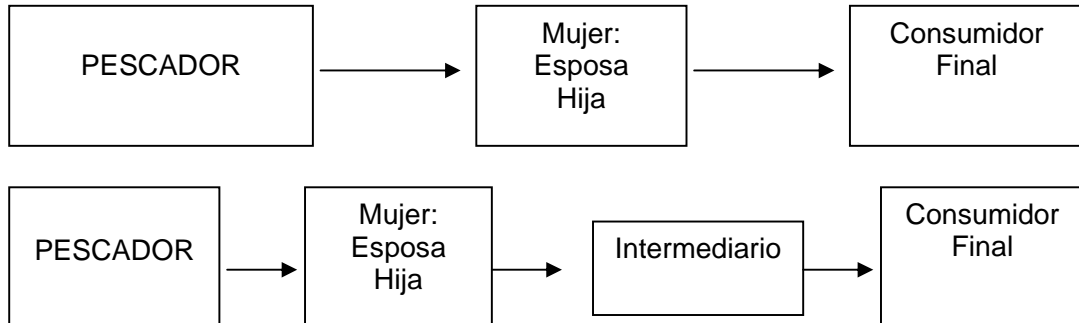 PESCADOR
Mujer:
Esposa
Hija
Consumidor
Final
PESCADOR
Mujer:
Esposa
Hija
Intermediario
Consumidor
Final